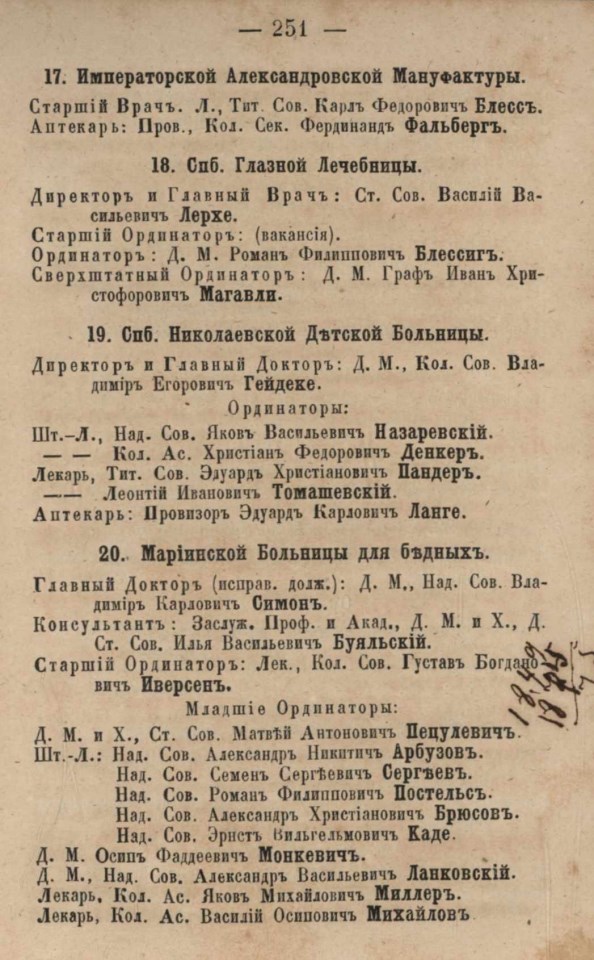 — 251 —
17. Императорской Александровской Мануфактуры.
Старшій Врачъ. Л., Тит. Сов. Карлъ Федоровичъ Блессъ.
Аптекарь: Пров., Кол. Сек. Фердинандъ Фальбергъ.
18. Спб. Глазной Лечебницы.
Директоръ и Главный Врачъ: Ст. Сов. Василій Ва-
сильевичъ Лерхе.
Старшій Ординаторъ: (вакансія).
Ординаторъ: Д. М. Романъ Филипповичъ Блессигъ.
Сверхштатный Ординаторъ: Д. М. Графъ Иванъ Хри-
стофоровичъ Магавли.
19. Спб. Николаевской Дѣтской Больницы.
Директоръ и Главный Докторъ: Д. М., Кол. Сов. Вла-
диміръ Егоровичъ Гейдеке.
Ординаторы:
Шт.-Л., Над. Сов. Яковъ Васильевичъ Назаревскій.
— — Кол. Ас. Христіанъ Федоровичъ Денкеръ.
Лекарь, Тит. Сов. Эдуардъ Христіановичъ Пандеръ.
—— Леонтій Ивановичъ Томашевскій.
Аптекарь: Провизоръ Эдуардъ Карловичъ Ланге.
20. Маріинской Больницы для бѣдныхъ.
Главный Докторъ (исправ. долж.): Д. М., Над. Сов. Вла-
диміръ Карловичъ Симонъ.
Консультантъ: Заслуж. Проф. и Акад., Д. М. и Х., Д.
Ст. Сов. Илья Васильевичъ Буяльскій.
Старшій Ординаторъ: Лек., Кол. Сов. Густавъ Богдано-
вичъ Иверсенъ.
Младшіе Ординаторы:
Д. М. и Х., Ст. Сов. Матвѣй Антоновичъ Пецулевичъ.
Шт.-Л.: Над. Сов. Александръ Никитичъ Арбузовъ.
Над. Сов. Семенъ Сергѣевичъ Сергѣевъ.
Над. Сов. Романъ Филипповичъ Постельсъ.
Над. Сов. Александръ Христіановичъ Брюсовъ.
Над. Сов. Эрнстъ Вильгельмовичъ Каде.
Д. М. Осипъ Фаддеевичъ Монкевичъ.
Д. М., Над. Сов. Александръ Васильевичъ Ланковскій.
Лекарь, Кол. Ас. Яковъ Михайловичъ Миллеръ.
Лекарь, Кол. Ас. Василій Осиповичъ Михайловъ